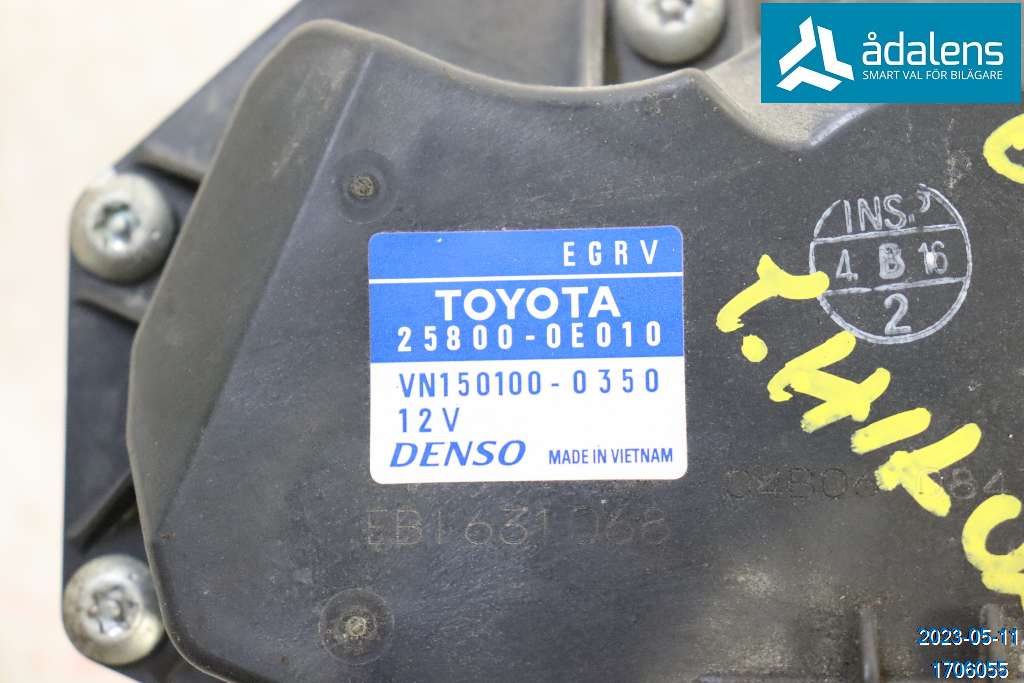 ådalens
SMART VAL FÖR BILÄGARE
INS.
4 B 16
2
EGRV
TOYOTA
25800-0E010
VN150100-0350
12V
DENSO MADE IN VIETNAM
EB1631068
2023-05-11
1706055